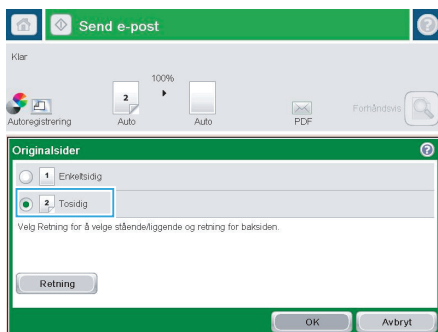 Send e-post
?
Klar
100%
2
Autoregistrering
Auto
Auto
PDF
Forhåndsvis
Originalsider
?
1 Enkeltsidig
2 Tosidig
Velg Retning for å velge stående/liggende og retning for baksiden.
Retning
OK
Avbryt